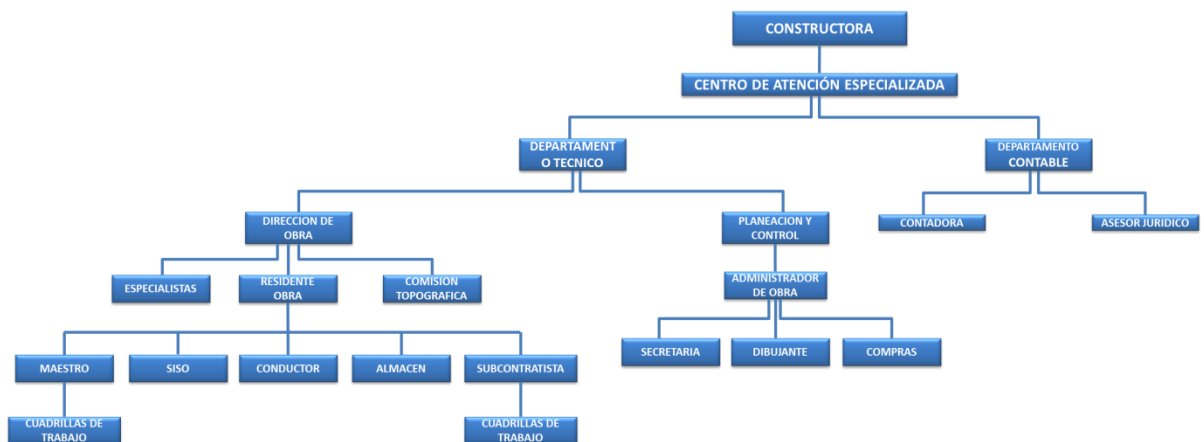 CONSTRUCTORA
CENTRO DE ATENCIÓN ESPECIALIZADA
DEPARTAMENT
O TECNICO
DEPARTAMENTO
CONTABLE
DIRECCION DE
OBRA
PLANEACION Y
CONTROL
CONTADORA
ASESOR JURIDICO
ESPECIALISTAS
RESIDENTE
OBRA
COMISION
TOPOGRAFICA
ADMINISTRADOR
DE OBRA
MAESTRO
SISO
CONDUCTOR
ALMACEN
SUBCONTRATISTA
SECRETARIA
DIBUJANTE
COMPRAS
CUADRILLAS DE
TRABAJO
CUADRILLAS DE
TRABAJO